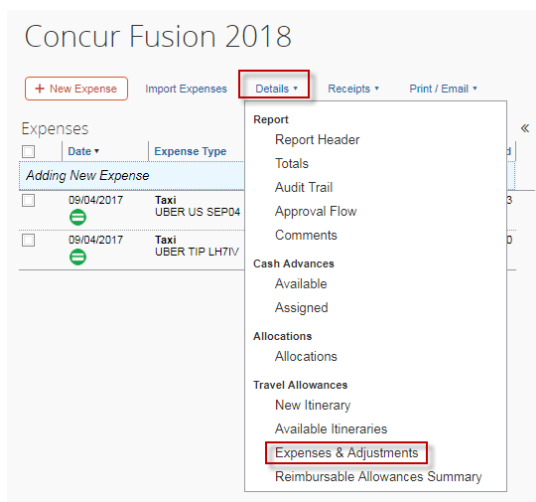 Concur Fusion 2018
+ New Expense Import Expenses Details ▾ Receipts ▾ Print / Email ▾
Expenses
Date ▾ Expense Type
Adding New Expense
09/04/2017 Taxi
UBER US SEP04
09/04/2017 Taxi
UBER TIP LH7IV
Report
Report Header
Totals
Audit Trail
Approval Flow
Comments
Cash Advances
Available
Assigned
Allocations
Allocations
Travel Allowances
New Itinerary
Available Itineraries
Expenses & Adjustments
Reimbursable Allowances Summary